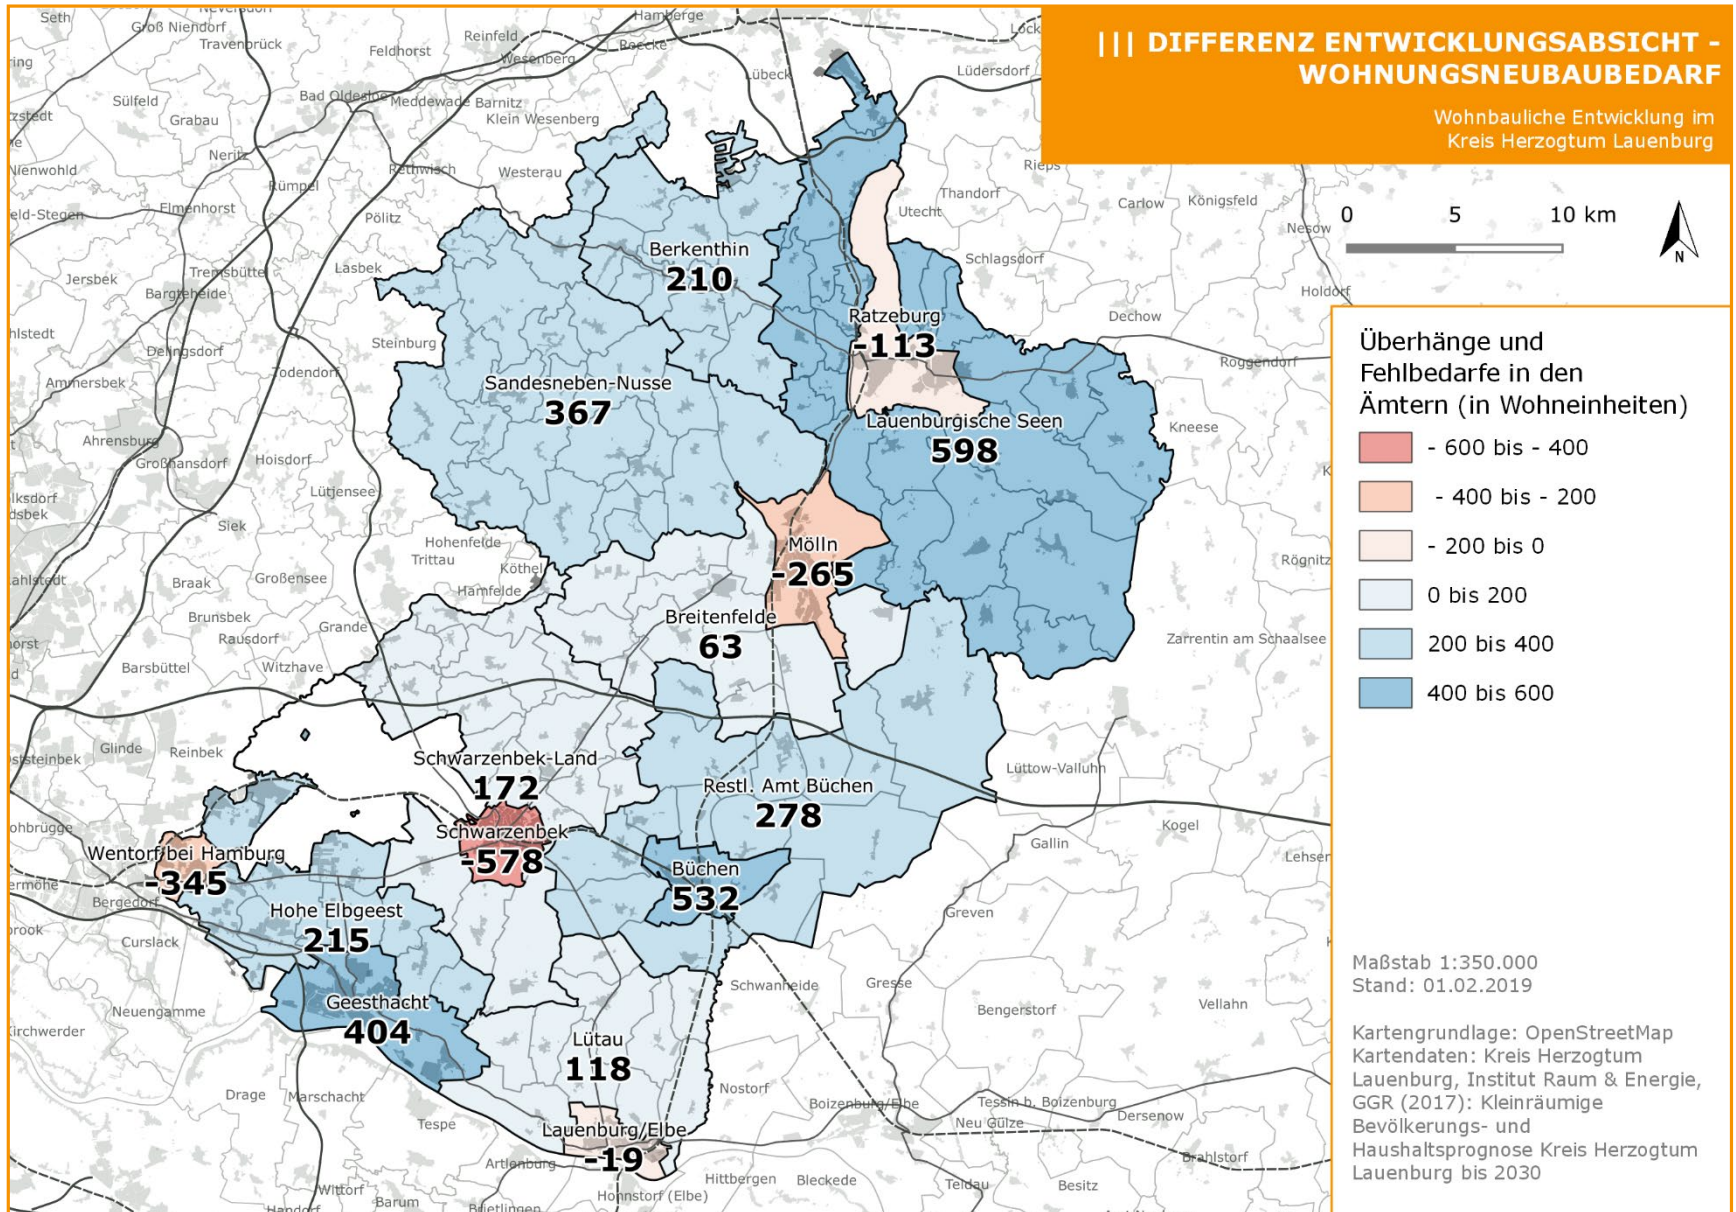 ||| DIFFERENZ ENTWICKLUNGSABSICHT -
WOHNUNGSNEUBAUBEDARF
Wohnbauliche Entwicklung im
Kreis Herzogtum Lauenburg
0 5 10 km
N
Überhänge und
Fehlbedarfe in den
Ämtern (in Wohneinheiten)
- 600 bis - 400
- 400 bis - 200
- 200 bis 0
0 bis 200
200 bis 400
400 bis 600
Maßstab 1:350.000
Stand: 01.02.2019
Kartengrundlage: OpenStreetMap
Kartendaten: Kreis Herzogtum
Lauenburg, Institut Raum & Energie,
GGR (2017): Kleinräumige
Bevölkerungs- und
Haushaltsprognose Kreis Herzogtum
Lauenburg bis 2030
Berkenthin
210
Ratzeburg
-113
Sandesneben-Nusse
367
Lauenburgische Seen
598
Mölln
-265
Breitenfelde
63
Schwarzenbek-Land
172
Restl. Amt Büchen
278
Schwarzenbek
-578
Wentorf bei Hamburg
-345
Büchen
532
Hohe Elbgeest
215
Geesthacht
404
Lütau
118
Lauenburg/Elbe
-19
Seth
Groß Niendorf
Travenbrück
Feldhorst
Reinfeld
Wesenberg
Hamberge
Roecke
Lübeck
Lüdersdorf
Sülfeld
Grabau
Bad Oldesloe
Meddewade
Barnitz
Klein Wesenberg
Nienwohld
Neritz
Rümpel
Rethwisch
Westerau
Rieps
Thandorf
Utecht
Carlow
Königsfeld
Nesow
Elmenhorst
Pölitz
Schlagsdorf
Holdorf
Jersbek
Tremsbüttel
Bargteheide
Lasbek
Dechow
Delingsdorf
Steinburg
Todendorf
Ammersbek
Roggendorf
Ahrensburg
Großhansdorf
Hoisdorf
Kneese
Lütjensee
Siek
Hohenfelde
Trittau
Köthel
Hamfelde
Braak
Großensee
Brunsbek
Rausdorf
Grande
Barsbüttel
Witzhave
Zarrentin am Schaalsee
Glinde
Reinbek
Lüttow-Valluhn
Kogel
Gallin
Bergedorf
Curslack
Greven
Neuengamme
Schwanheide
Gresse
Bengerstorf
Vellahn
Drage
Marschacht
Tespe
Nostorf
Boizenburg/Elbe
Tessin b. Boizenburg
Neu Gülze
Dersenow
Artlenburg
Brahlstorf
Wittorf
Barum
Brietlingen
Handorf
Hohnstorf (Elbe)
Hittbergen
Bleckede
Teldau
Besitz